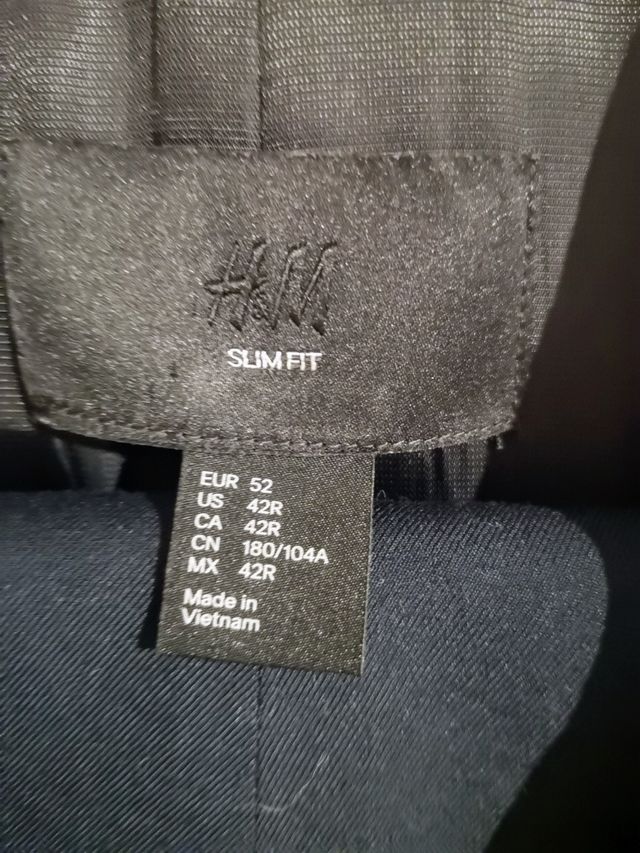 H&M
SLIM FIT
EUR 52
US 42R
CA 42R
CN 180/104A
MX 42R
Made in
Vietnam